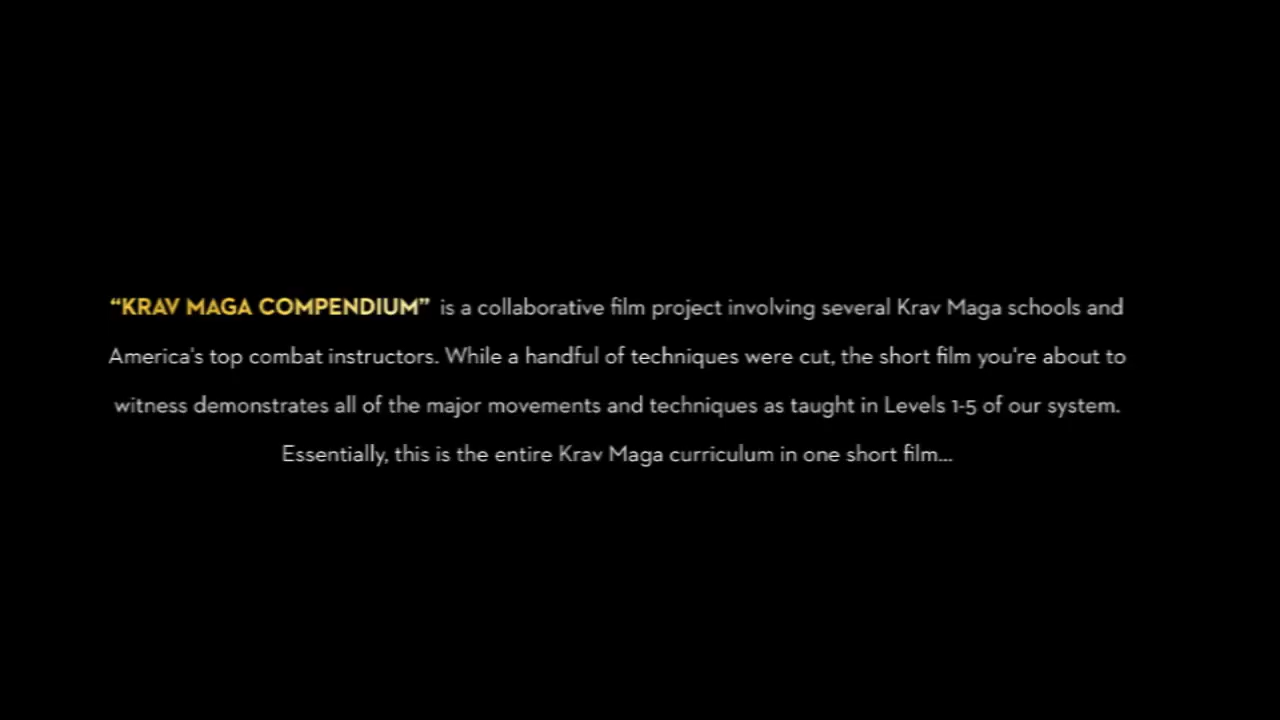 “KRAV MAGA COMPENDIUM” is a collaborative film project involving several Krav Maga schools and
America's top combat instructors. While a handful of techniques were cut, the short film you're about to
witness demonstrates all of the major movements and techniques as taught in Levels 1-5 of our system.
Essentially, this is the entire Krav Maga curriculum in one short film...